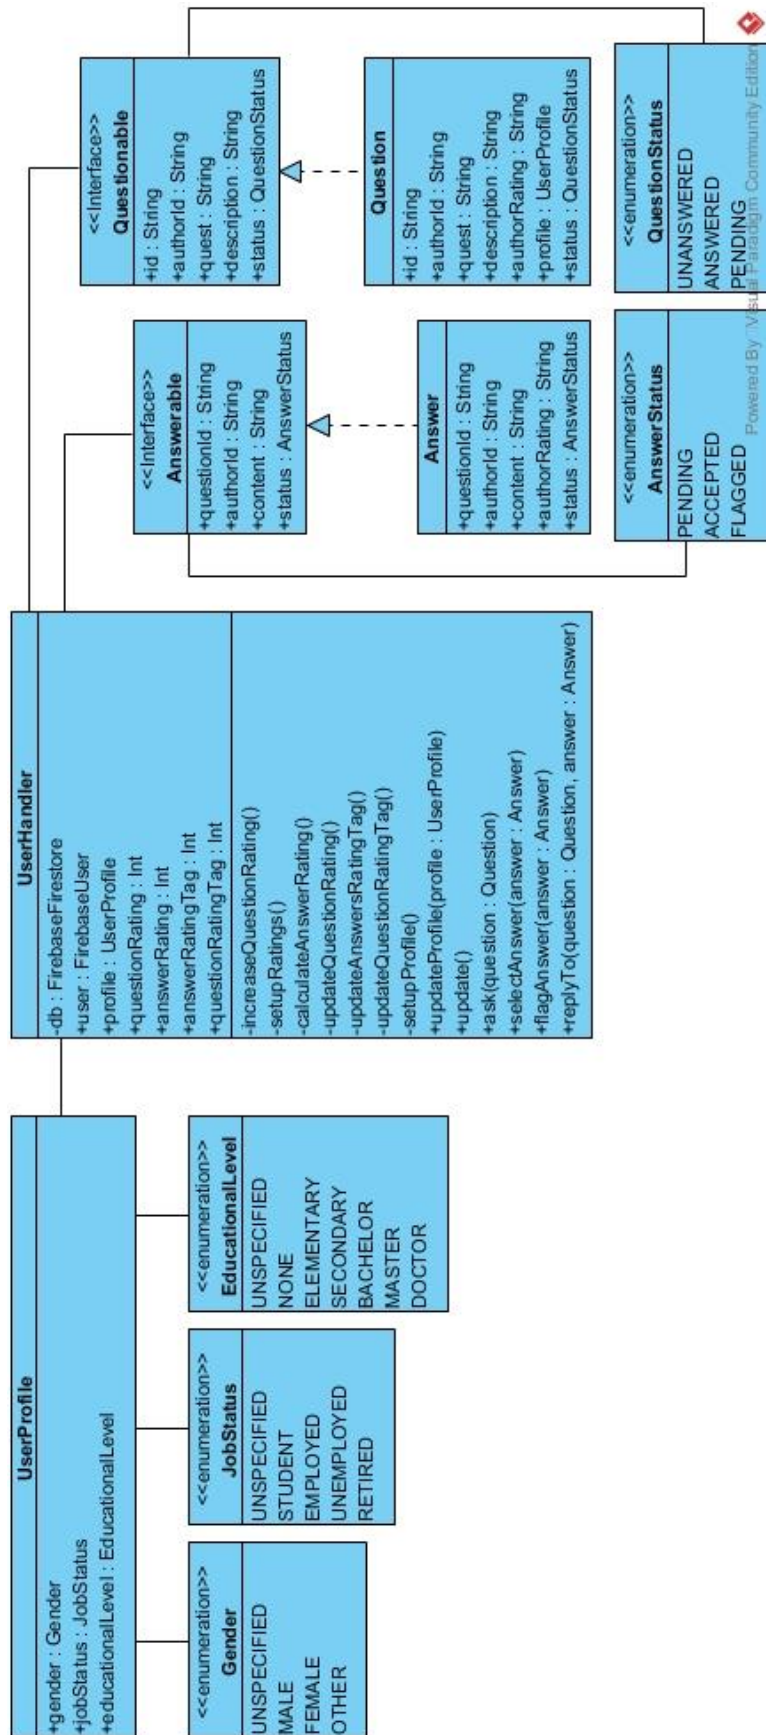 UserProfile
+gender : Gender
+jobStatus : JobStatus
+educationalLevel : EducationalLevel
<<enumeration>>
Gender
UNSPECIFIED
MALE
FEMALE
OTHER
<<enumeration>>
JobStatus
UNSPECIFIED
STUDENT
EMPLOYED
UNEMPLOYED
RETIRED
<<enumeration>>
EducationalLevel
UNSPECIFIED
NONE
ELEMENTARY
SECONDARY
BACHELOR
MASTER
DOCTOR
UserHandler
-db : FirebaseFirestore
+user : FirebaseUser
+profile : UserProfile
+questionRating : Int
+answerRating : Int
+answerRatingTag : Int
+questionRatingTag : Int
-increaseQuestionRating()
-setupRatings()
-calculateAnswerRating()
-updateQuestionRating()
-updateAnswersRatingTag()
-updateQuestionRatingTag()
-setupProfile()
+updateProfile(profile : UserProfile)
+update()
+ask(question : Question)
+selectAnswer(answer : Answer)
+flagAnswer(answer : Answer)
+replyTo(question : Question, answer : Answer)
<<Interface>>
Answerable
+questionId : String
+authorId : String
+content : String
+status : AnswerStatus
<<Interface>>
Questionable
+id : String
+authorId : String
+quest : String
+description : String
+status : QuestionStatus
Answer
+questionId : String
+authorId : String
+content : String
+authorRating : String
+status : AnswerStatus
Question
+id : String
+authorId : String
+quest : String
+description : String
+authorRating : String
+profile : UserProfile
+status : QuestionStatus
<<enumeration>>
AnswerStatus
PENDING
ACCEPTED
FLAGGED
<<enumeration>>
QuestionStatus
UNANSWERED
ANSWERED
PENDING
Powered By Visual Paradigm Community Edition